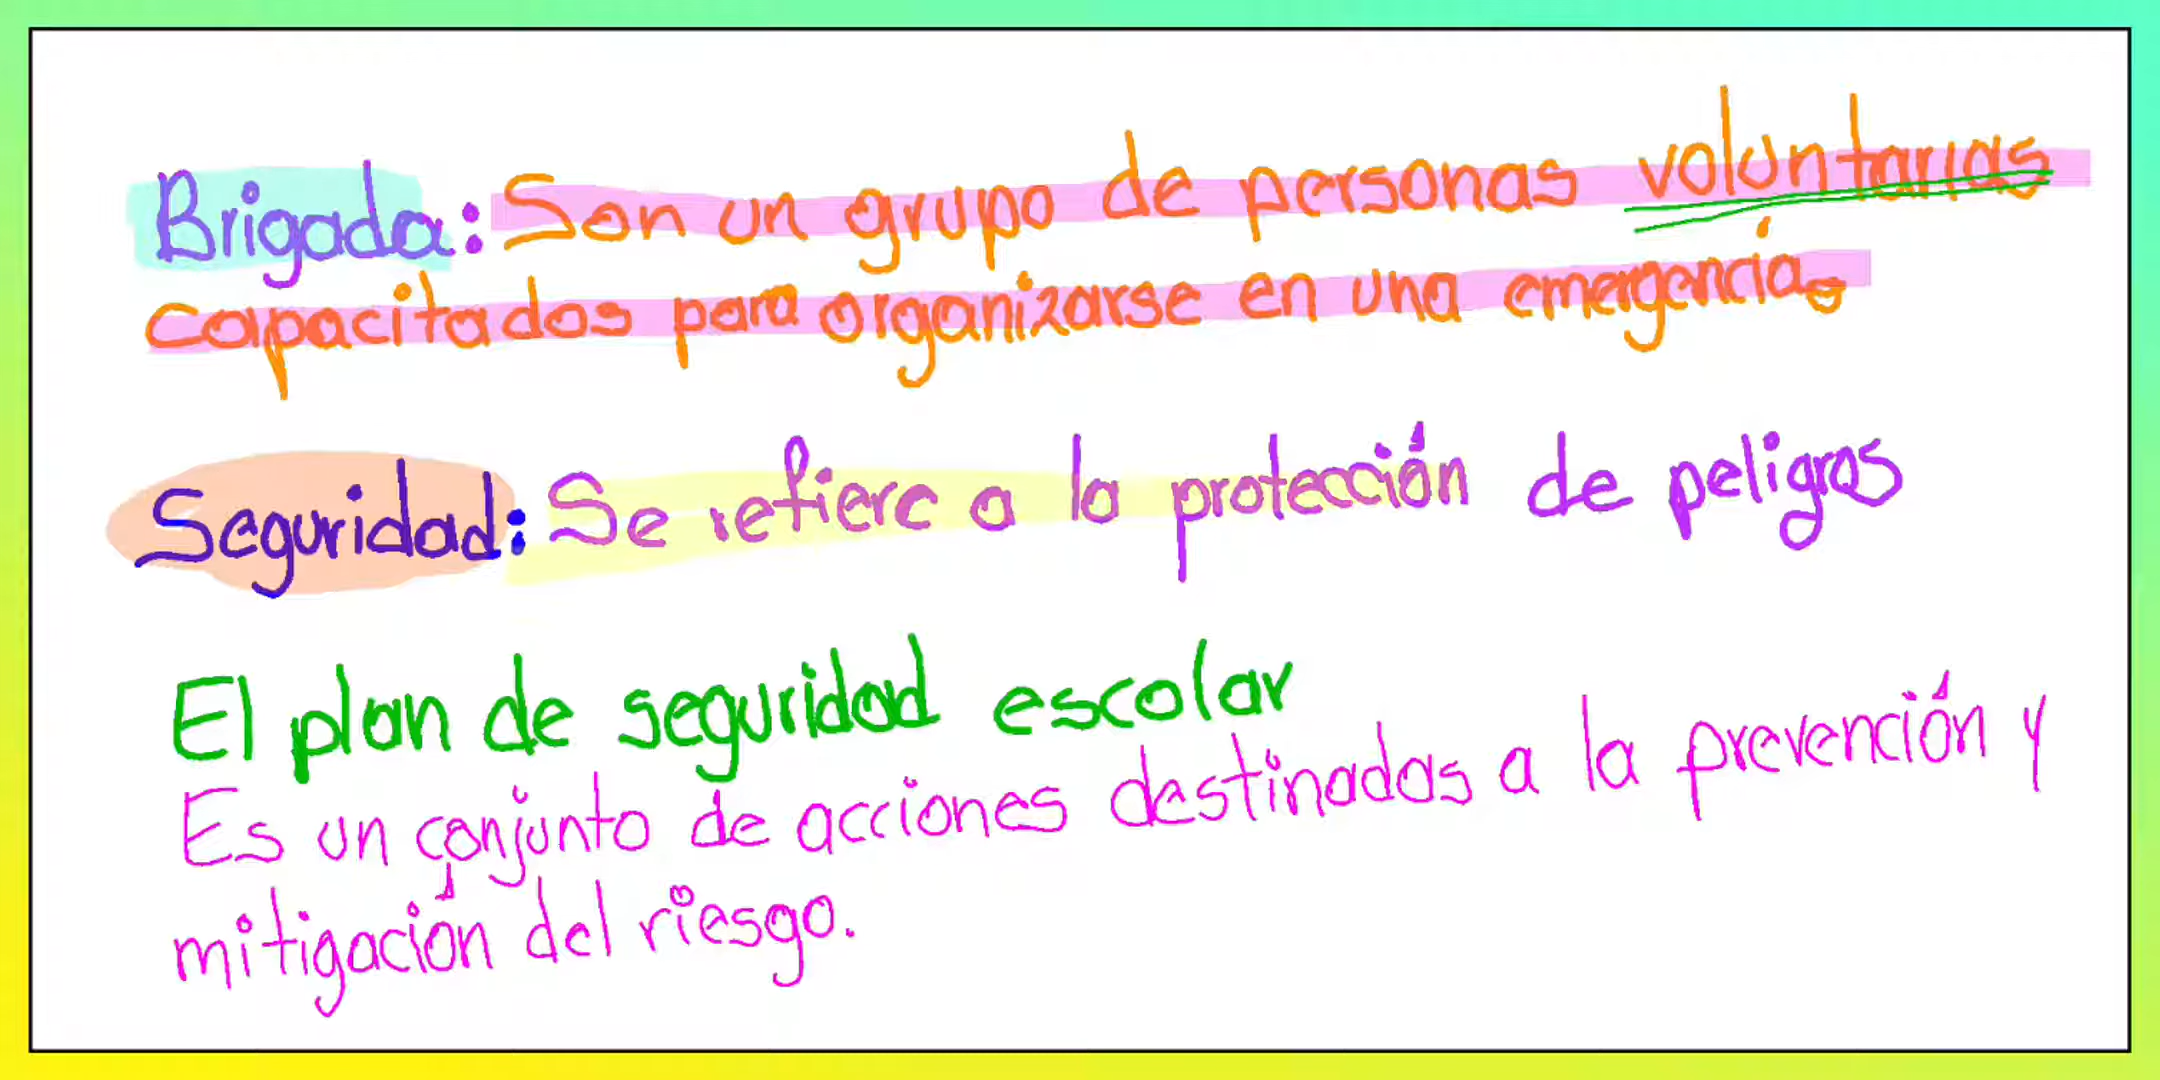 Brigada: Son un grupo de personas voluntarias
capacitados para organizarse en una emergencia.
Seguridad: Se refiere a la protección de peligros
El plan de seguridad escolar
Es un conjunto de acciones destinadas a la prevención y
mitigación del riesgo.